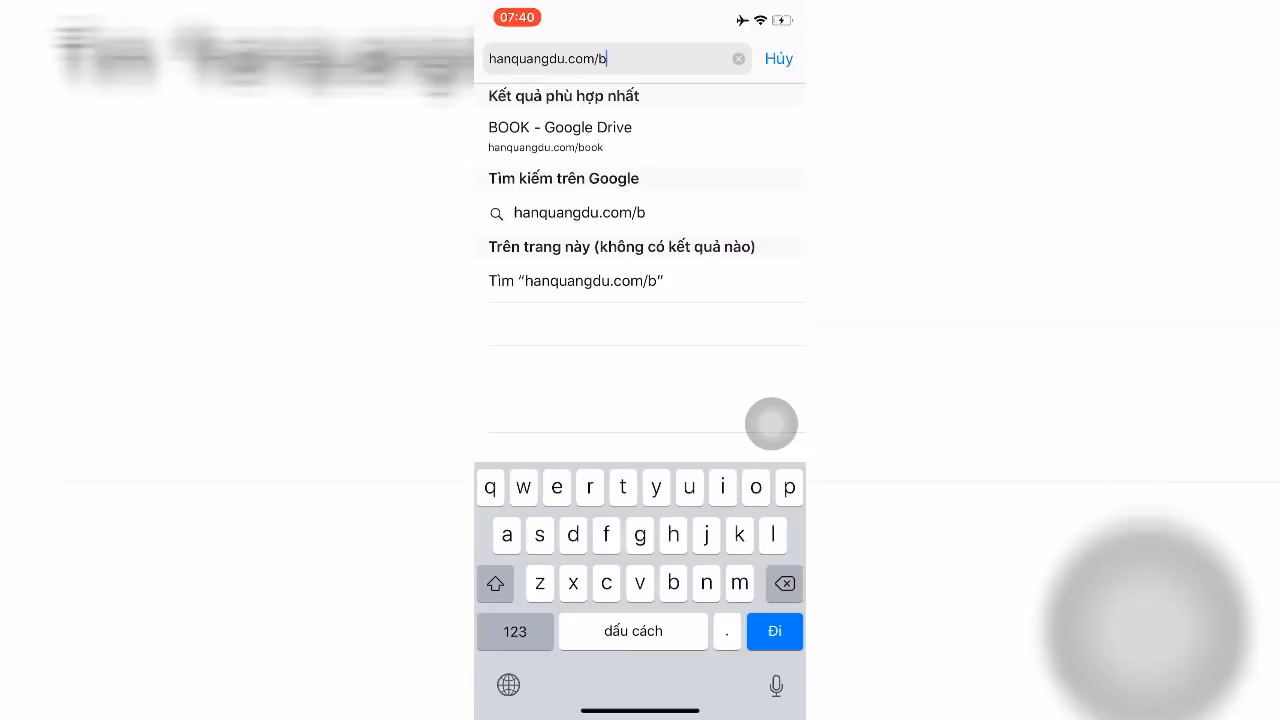 07:40
hanquangdu.com/b
Hủy
Kết quả phù hợp nhất
BOOK - Google Drive
hanquangdu.com/book
Tìm kiếm trên Google
hanquangdu.com/b
Trên trang này (không có kết quả nào)
Tìm “hanquangdu.com/b”
q w e r t y u i o p
a s d f g h j k l
z x c v b n m
123 dấu cách . Đi